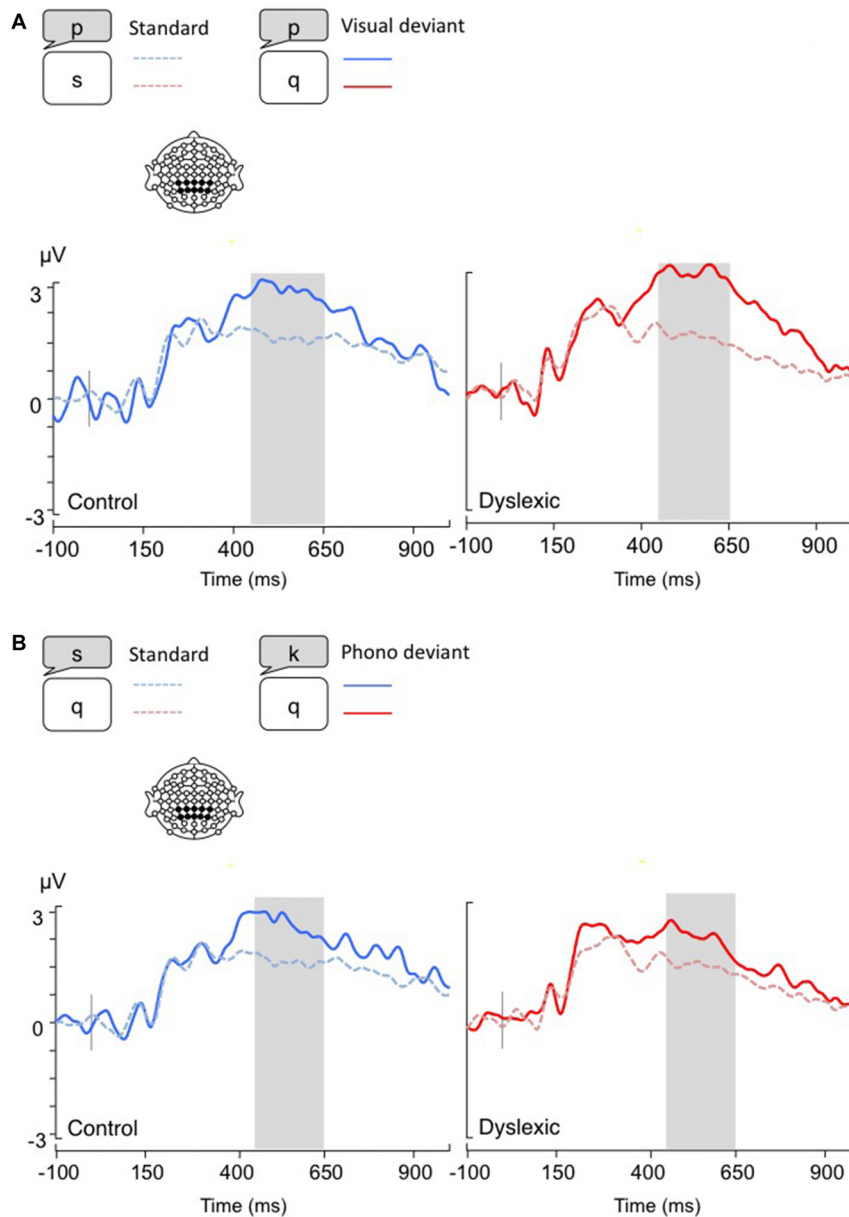 A
p Standard p Visual deviant
s q
µV
3
0
-3
Control Dyslexic
-100 150 400 650 900 -100 150 400 650 900
Time (ms) Time (ms)
B
s Standard k Phono deviant
q q
µV
3
0
-3
Control Dyslexic
-100 150 400 650 900 -100 150 400 650 900
Time (ms) Time (ms)